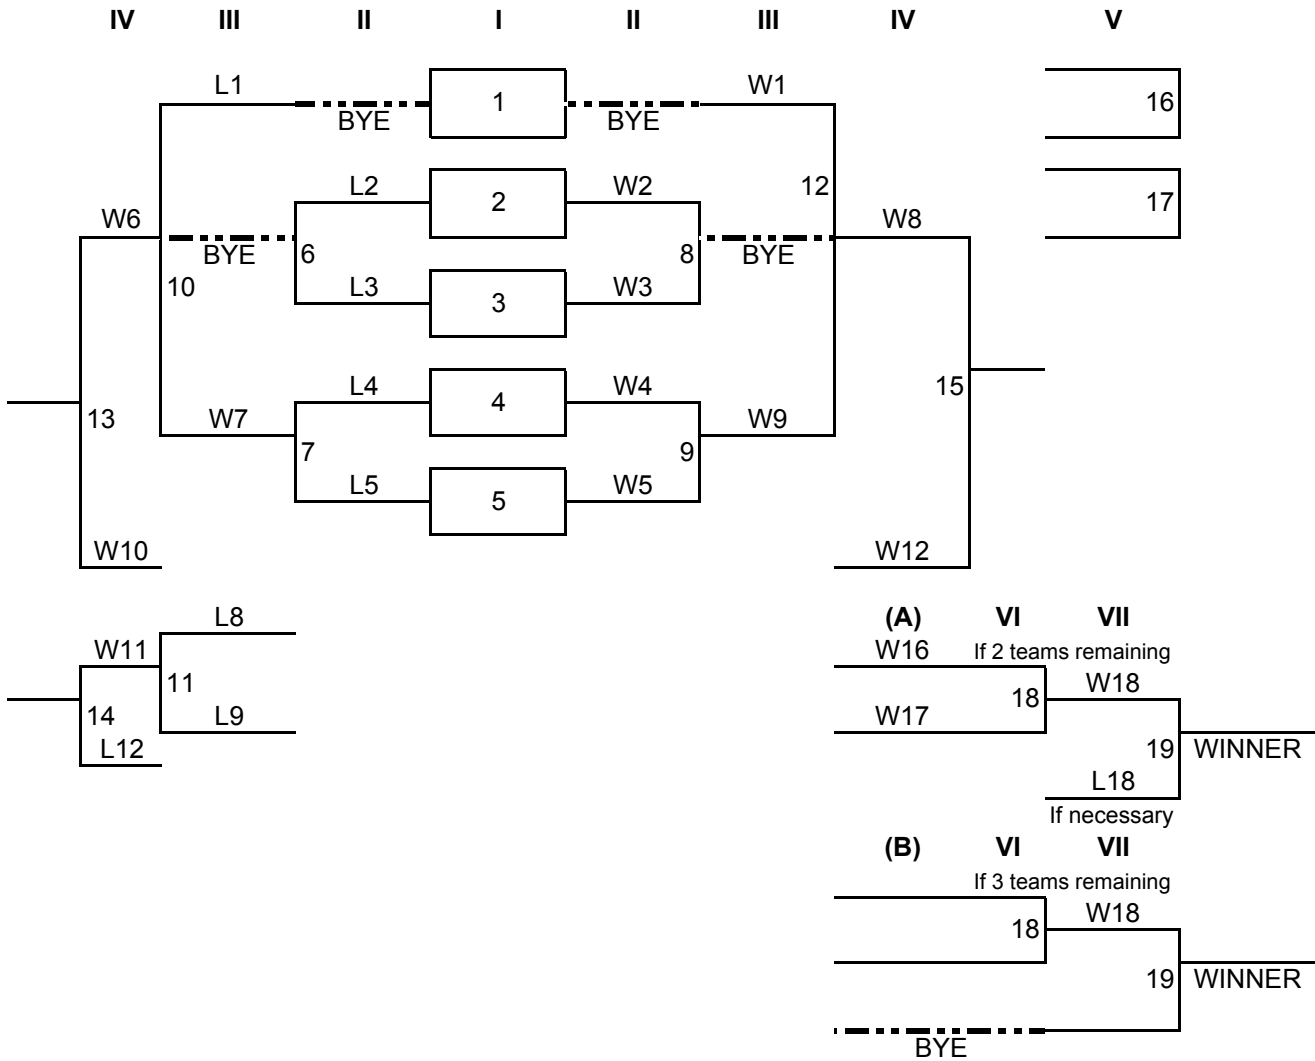 IV III II I II III IV V
L1 1 W1 16
BYE BYE
L2 2 W2 12 17
W6 W8
BYE 6 8 BYE
10 L3 3 W3
L4 4 W4 15
13 W7 W9
7 9
L5 5 W5
W10 W12
L8 (A) VI VII
W11 W16 If 2 teams remaining
11 18 W18
14 L9 W17
L12 19 WINNER
L18
If necessary
(B) VI VII
If 3 teams remaining
18 W18
19 WINNER
BYE